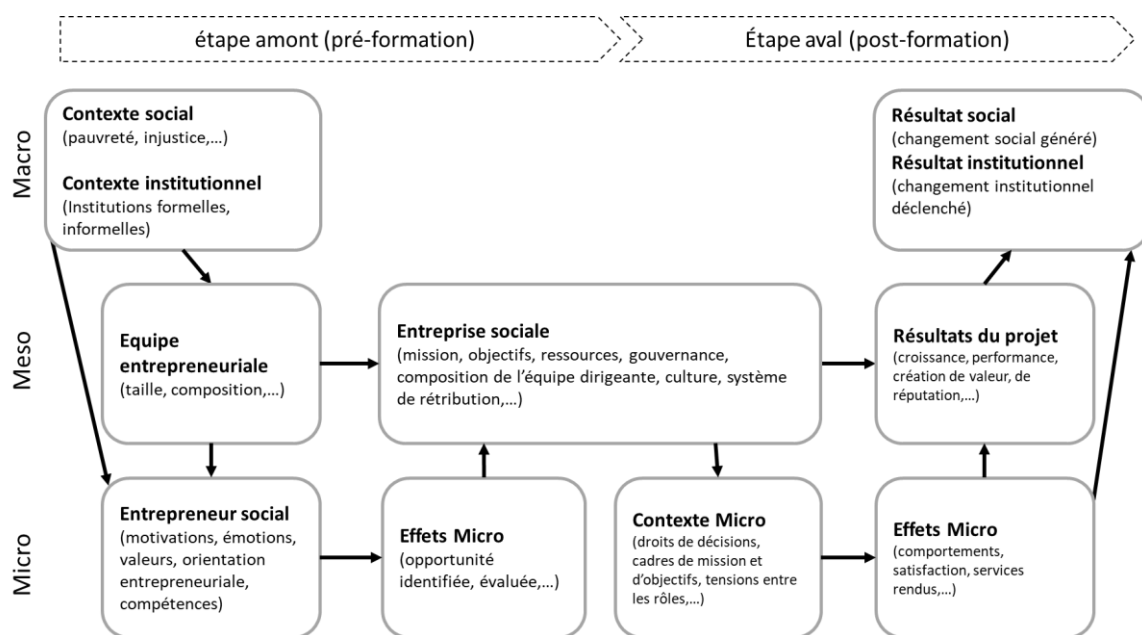 étape amont (pré-formation)
Étape aval (post-formation)
Macro
Contexte social
(pauvreté, injustice,…)
Contexte institutionnel
(Institutions formelles,
informelles)
Résultat social
(changement social généré)
Résultat institutionnel
(changement institutionnel
déclenché)
Meso
Equipe
entrepreneuriale
(taille, composition,…)
Entreprise sociale
(mission, objectifs, ressources, gouvernance,
composition de l’équipe dirigeante, culture, système
de rétribution,…)
Résultats du projet
(croissance, performance,
création de valeur, de
réputation,…)
Micro
Entrepreneur social
(motivations, émotions,
valeurs, orientation
entrepreneuriale,
compétences)
Effets Micro
(opportunité
identifiée, évaluée,…)
Contexte Micro
(droits de décisions,
cadres de mission et
d’objectifs, tensions entre
les rôles,…)
Effets Micro
(comportements,
satisfaction, services
rendus,…)